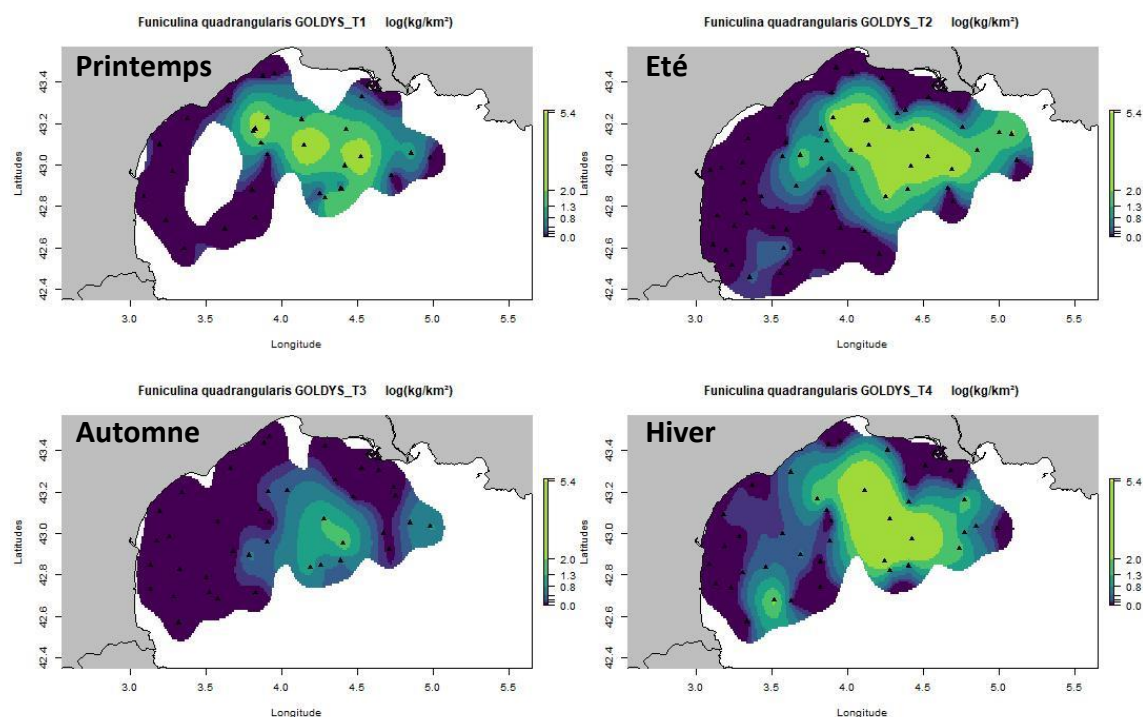 Funiculina quadrangularis GOLDYS_T1 log(kg/km²)
Printemps
Latitudes
43.4
43.2
43.0
42.8
42.6
42.4
3.0 3.5 4.0 4.5 5.0 5.5
Longitude
5.4
2.0
1.3
0.8
0.0
Funiculina quadrangularis GOLDYS_T2 log(kg/km²)
Eté
Latitudes
43.4
43.2
43.0
42.8
42.6
42.4
3.0 3.5 4.0 4.5 5.0 5.5
Longitude
5.4
2.0
1.3
0.8
0.0
Funiculina quadrangularis GOLDYS_T3 log(kg/km²)
Automne
Latitudes
43.4
43.2
43.0
42.8
42.6
42.4
3.0 3.5 4.0 4.5 5.0 5.5
Longitude
5.4
2.0
1.3
0.8
0.0
Funiculina quadrangularis GOLDYS_T4 log(kg/km²)
Hiver
Latitudes
43.4
43.2
43.0
42.8
42.6
42.4
3.0 3.5 4.0 4.5 5.0 5.5
Longitude
5.4
2.0
1.3
0.8
0.0